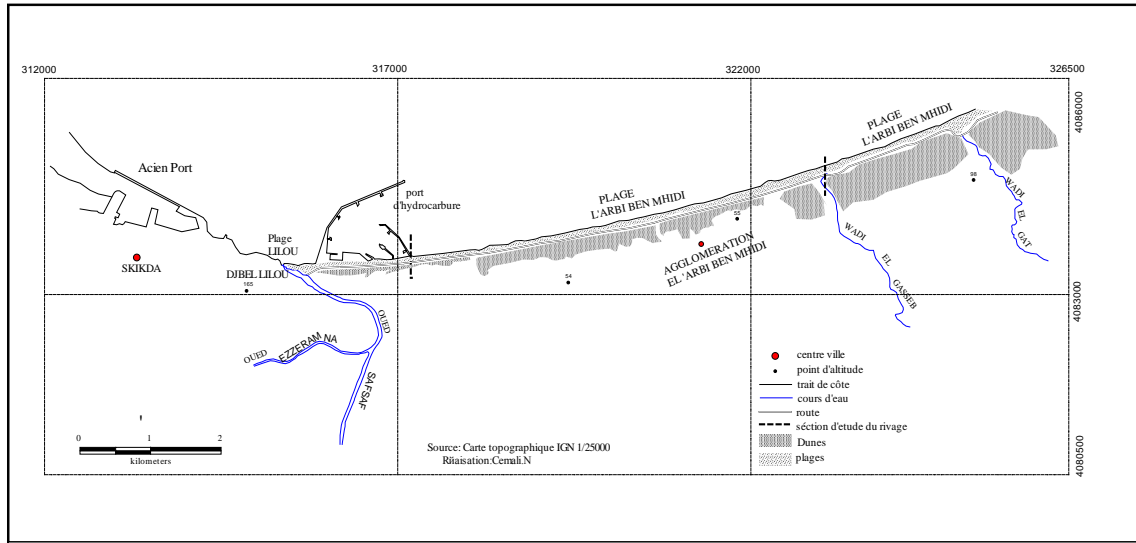 312000
317000
322000
326500
4086000
PLAGE
L'ARBI BEN MHIDI
Acien Port
port
d'hydrocarbure
PLAGE
L'ARBI BEN MHIDI
98
WADI
EL
GAT
55
Plage
LILOU
SKIKDA
DJBEL LILOU
165
54
AGGLOMERATION
EL 'ARBI BEN MHIDI
WADI
EL
GASSEB
4083000
OUED
OUED
EZZERAMNA
SAFSAF
centre ville
point d'altitude
trait de côte
cours d'eau
route
séction d'etude du rivage
Dunes
plages
0 1 2
kilometers
Source: Carte topographique IGN 1/25000
:Cemali.N
4080500